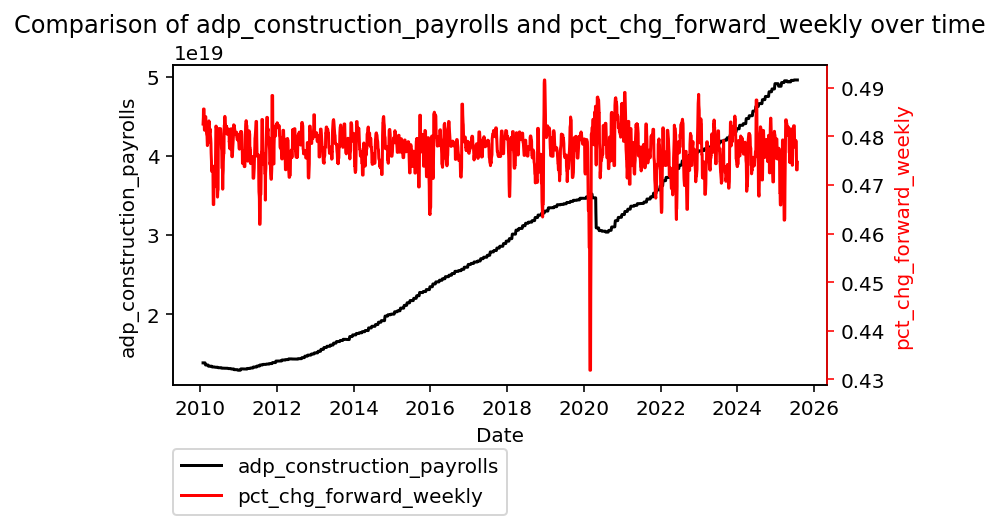 Comparison of adp_construction_payrolls and pct_chg_forward_weekly over time
1e19
5
4
3
2
adp_construction_payrolls
0.49
0.48
0.47
0.46
0.45
0.44
0.43
pct_chg_forward_weekly
2010 2012 2014 2016 2018 2020 2022 2024 2026
Date
adp_construction_payrolls
pct_chg_forward_weekly